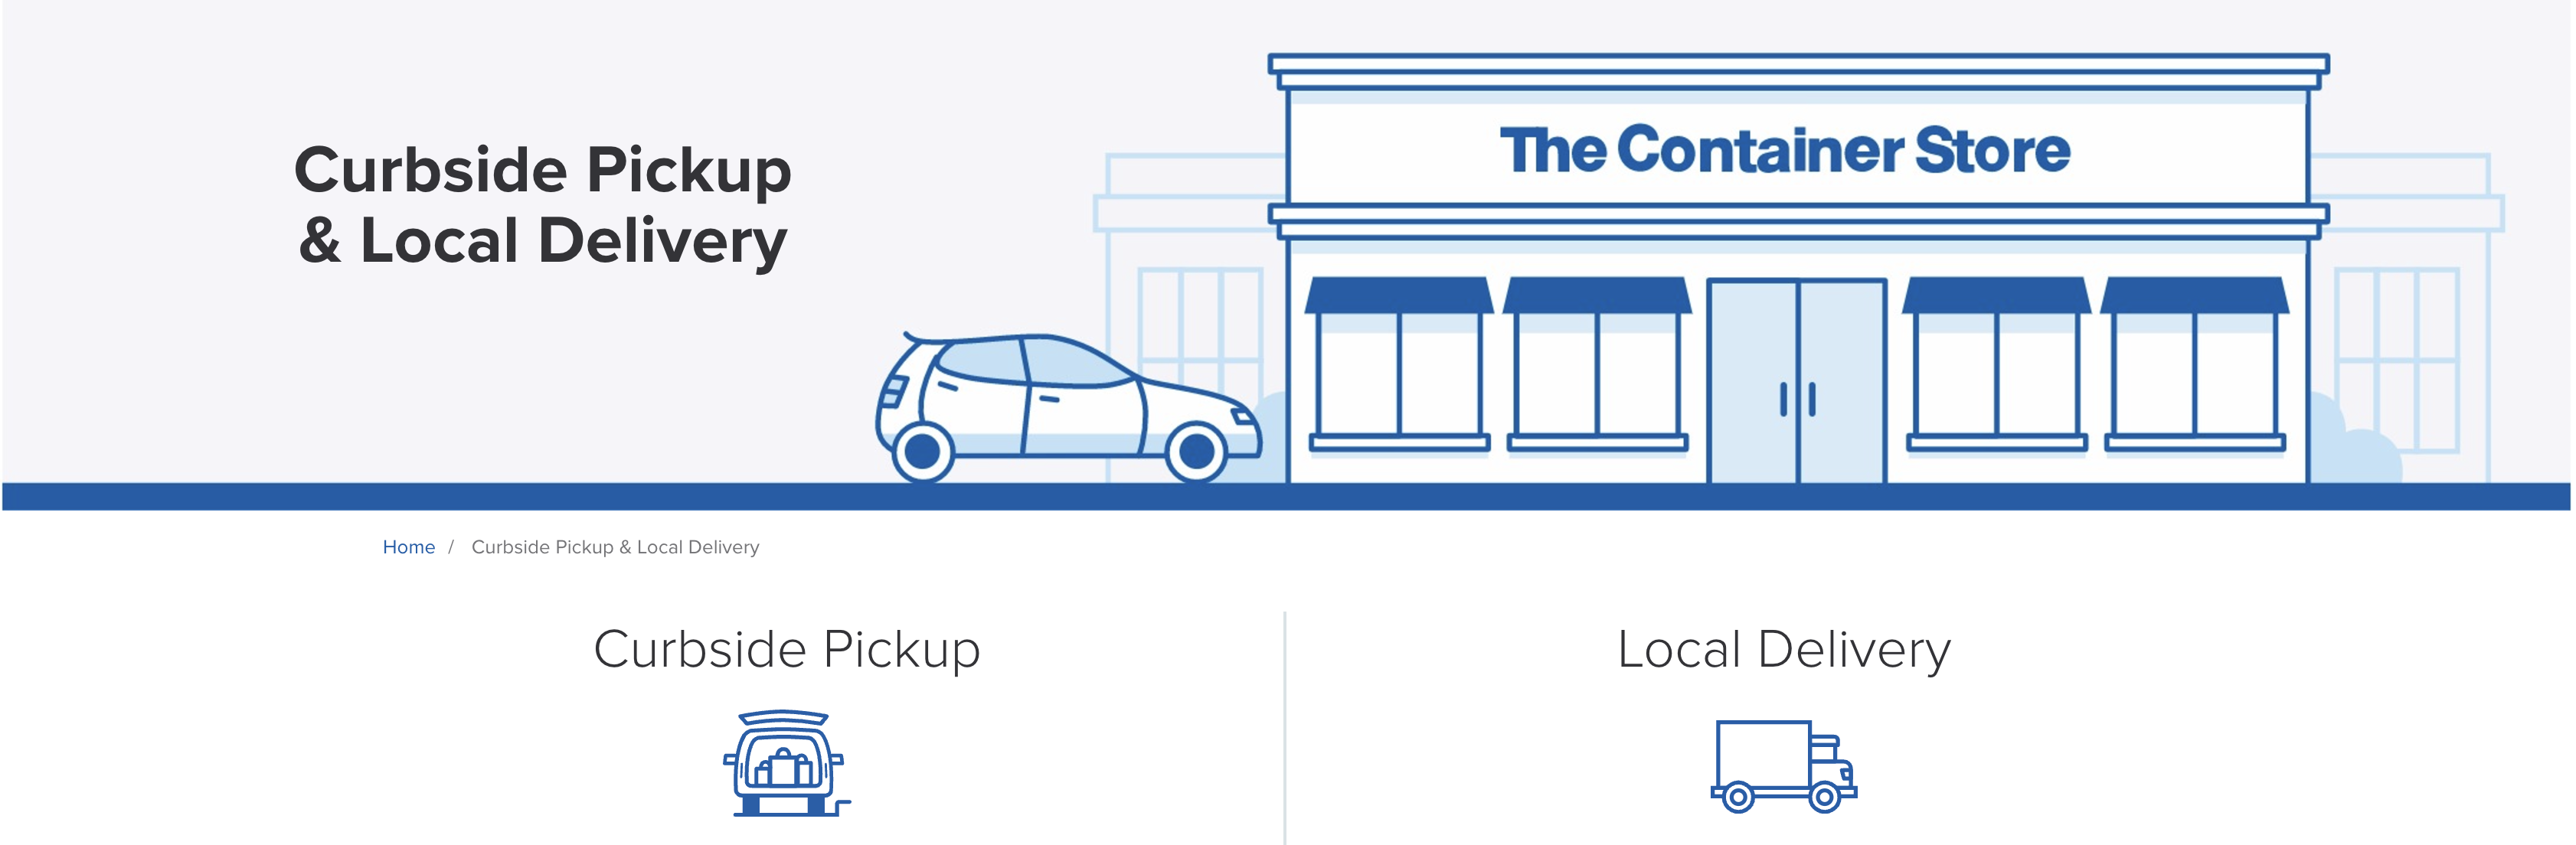 Curbside Pickup
& Local Delivery
The Container Store
Home / Curbside Pickup & Local Delivery
Curbside Pickup
Local Delivery